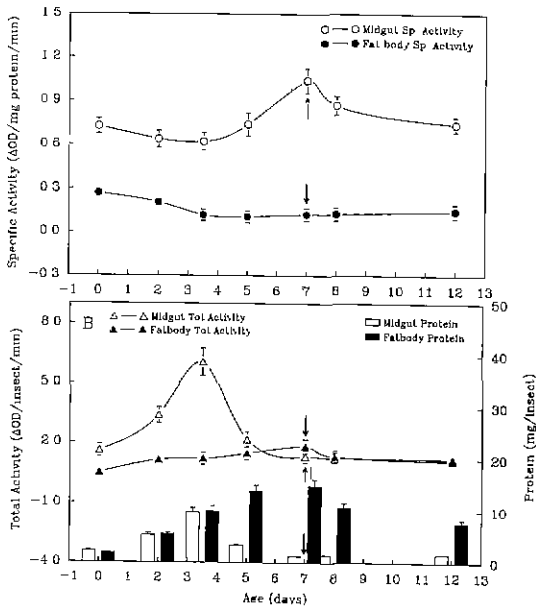 1.5
0.9
0.6
0.3
0.0
-0.3
Specific Activity (ΔOD/mg protein/min)
Midgut Sp. Activity
Fatbody Sp. Activity
-1 0 1 2 3 4 5 6 7 8 9 10 11 12 13
B
Midgut Tot Activity
Fatbody Tot Activity
Midgut Protein
Fatbody Protein
8.0
5.0
2.0
-1.0
-4.0
Total Activity (ΔOD/insect/min)
50
40
30
20
10
0
Protein (mg/insect)
-1 0 1 2 3 4 5 6 7 8 9 10 11 12 13
Age (days)